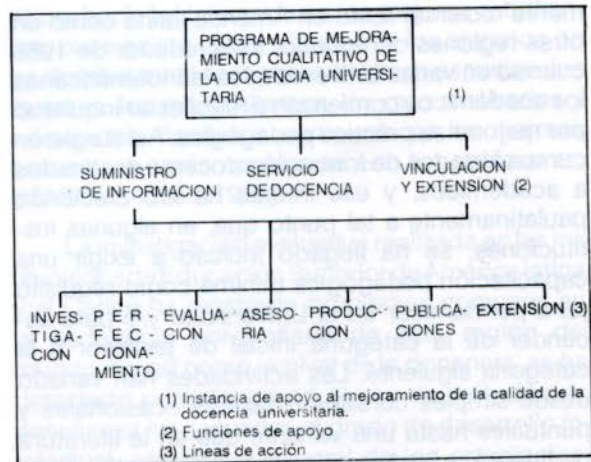 PROGRAMA DE MEJORA-
MIENTO CUALITATIVO DE
LA DOCENCIA UNIVERSI-
TARIA (1)
SUMINISTRO
DE INFORMACION
SERVICIO
DE DOCENCIA
VINCULACION
Y EXTENSION (2)
INVES-
TIGA-
CION
PER-
FEC-
CIONA-
MIENTO
EVALUA-
CION
ASESO-
RIA
PRODUC-
CION
PUBLICA-
CIONES
EXTENSION (3)
(1) Instancia de apoyo al mejoramiento de la calidad de la
docencia universitaria.
(2) Funciones de apoyo
(3) Líneas de acción